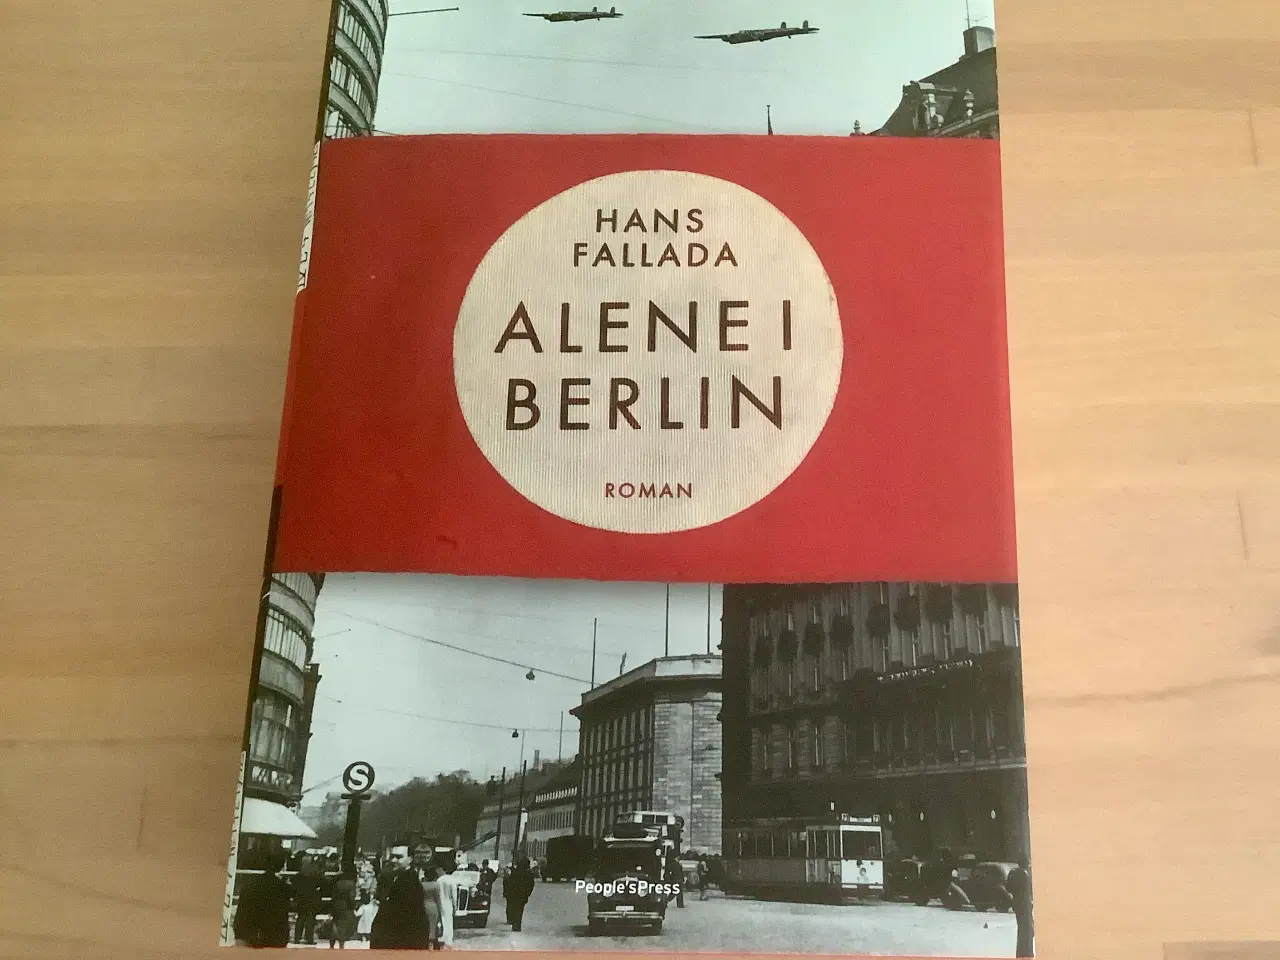 HANS
FALLADA
ALENE I
BERLIN
ROMAN
S
People'sPress